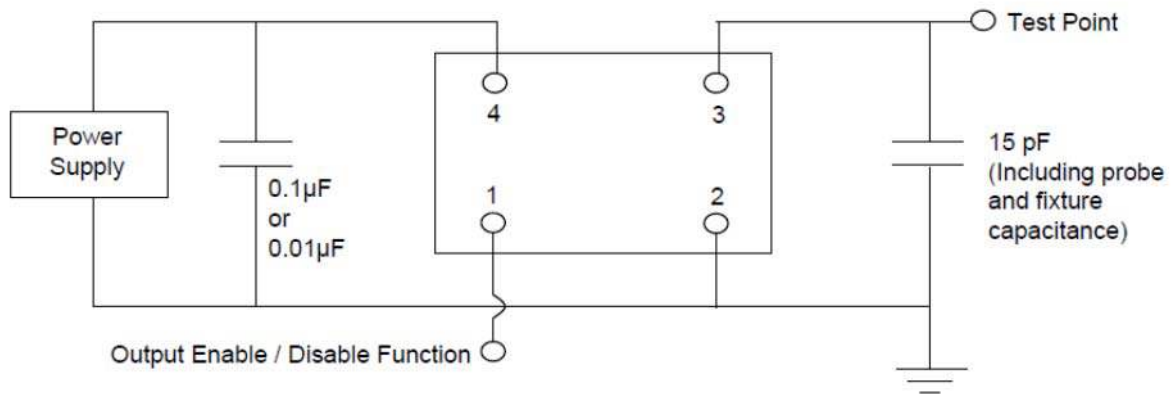 Test Point
4
3
Power
Supply
0.1µF
or
0.01µF
1
2
15 pF
(Including probe
and fixture
capacitance)
Output Enable / Disable Function